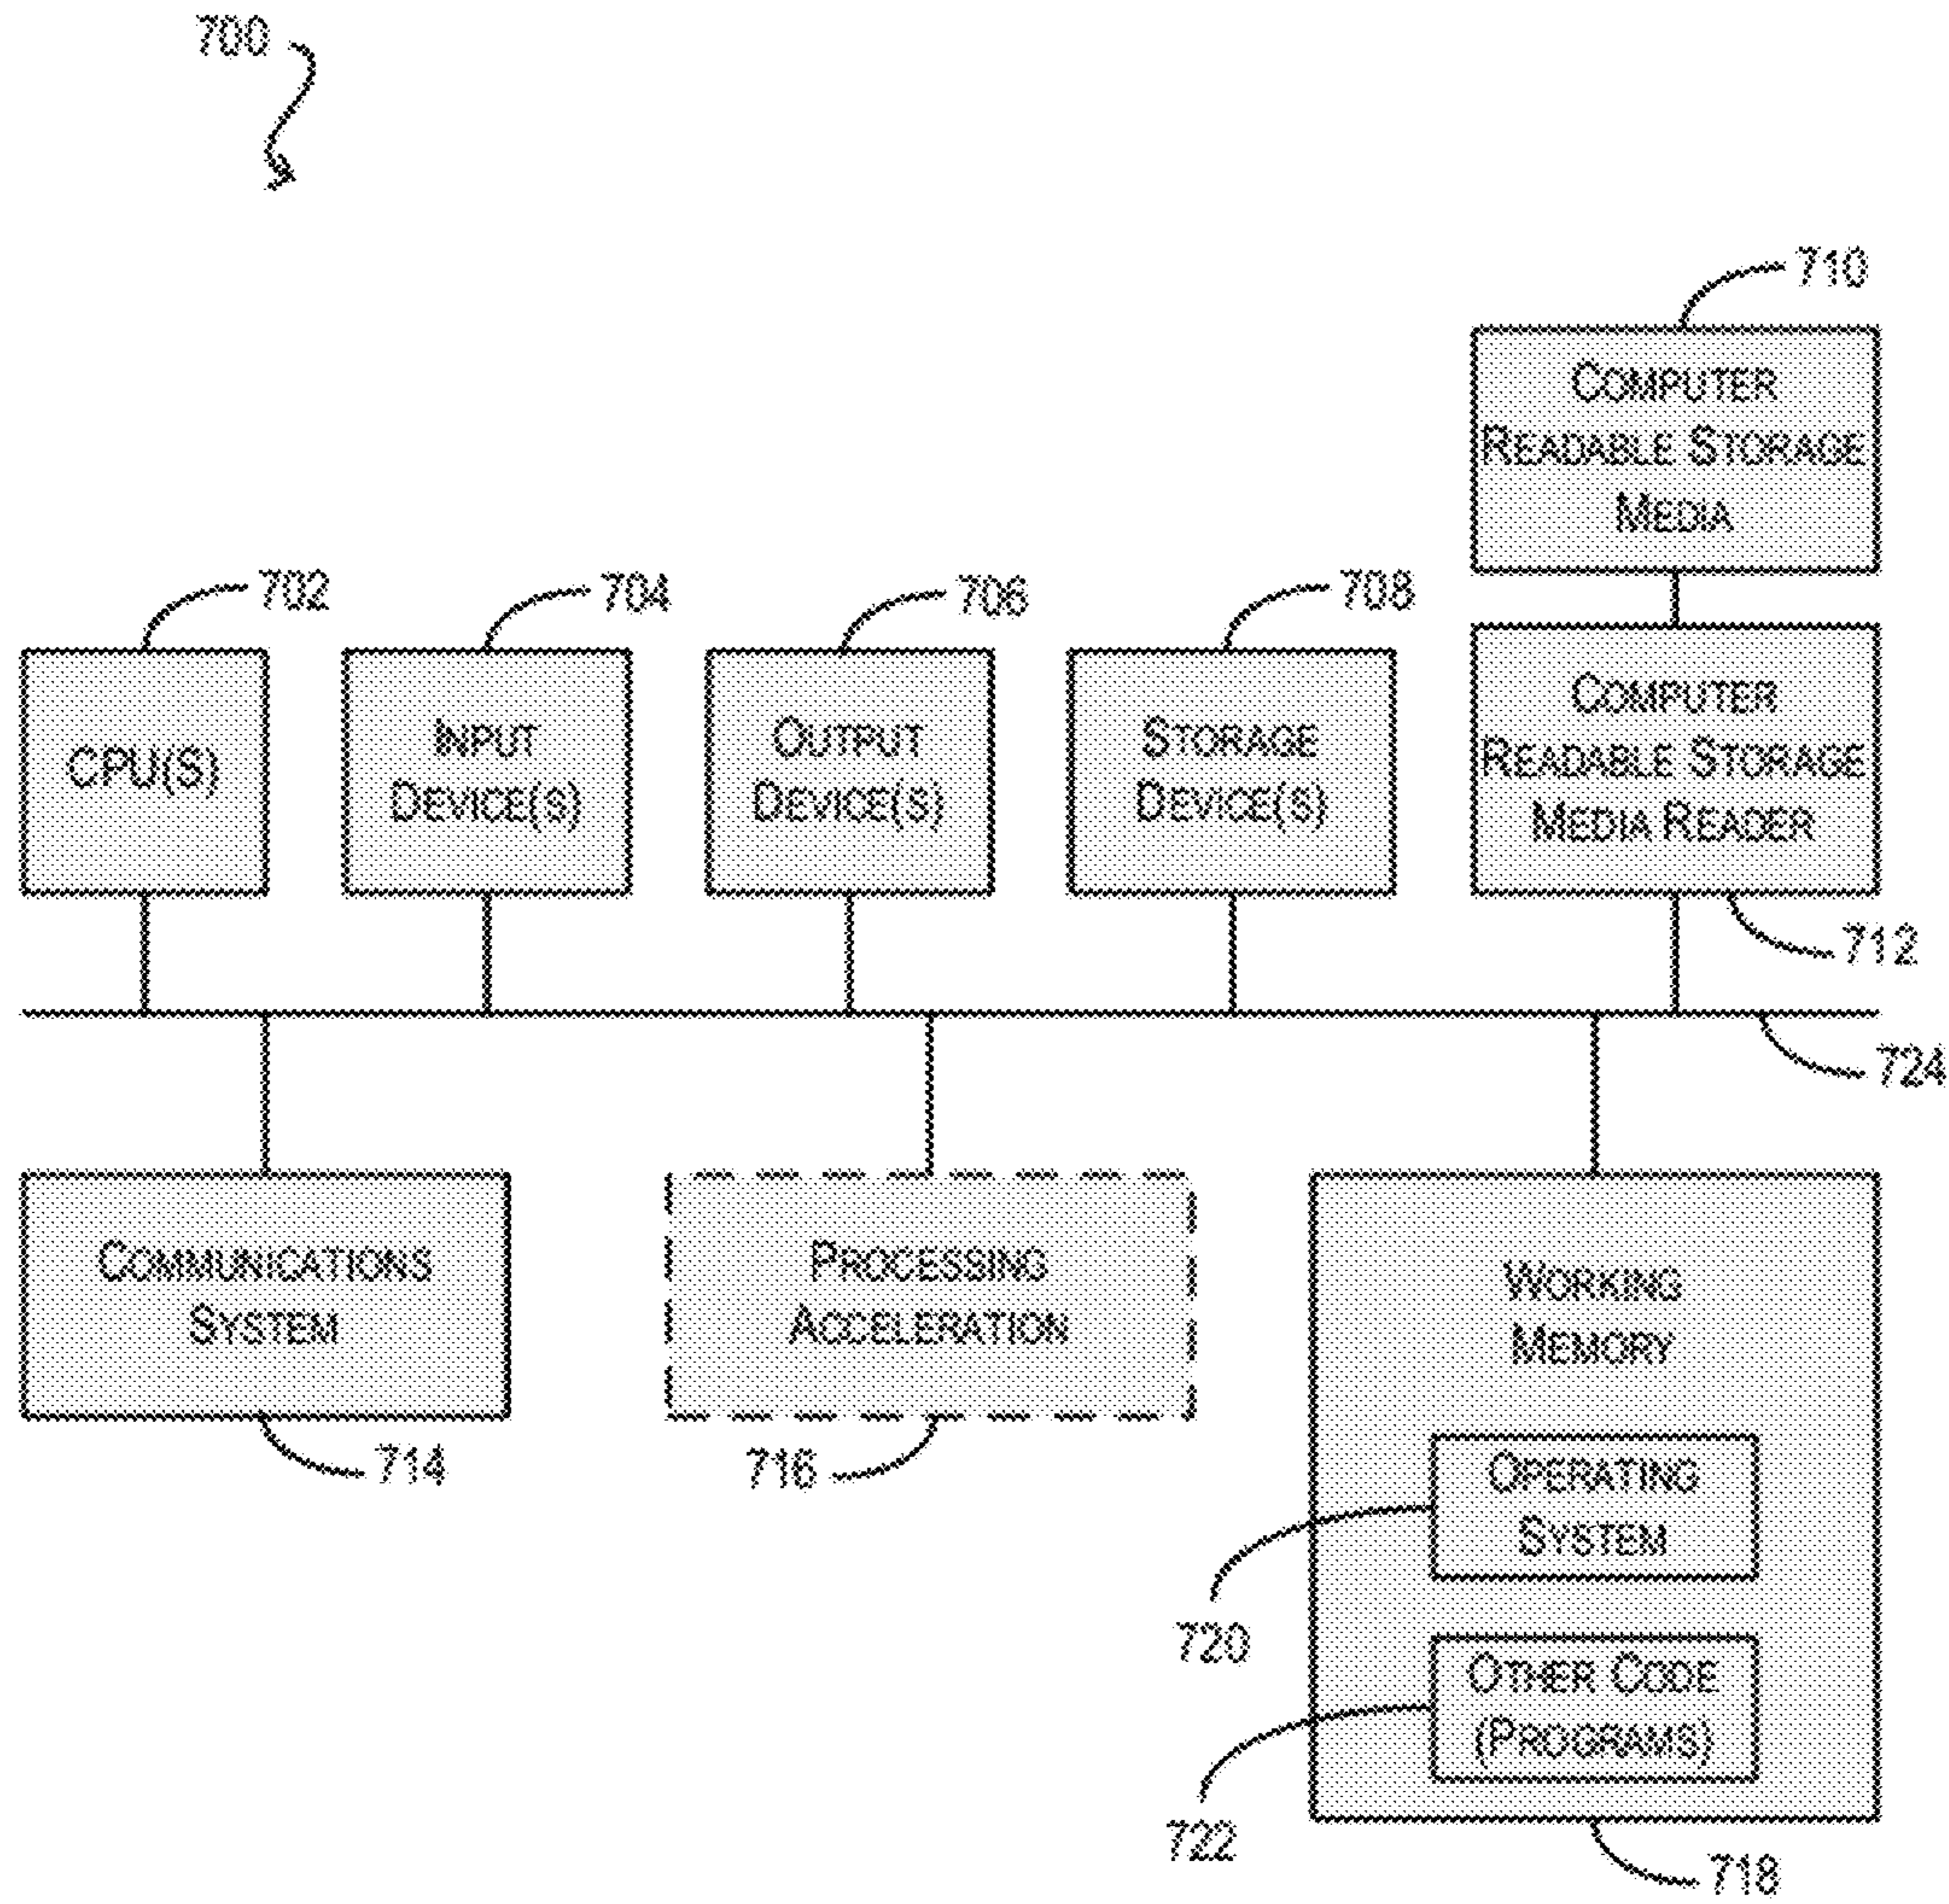 700
710
COMPUTER
READABLE STORAGE
MEDIA
702
704
706
708
CPU(S)
INPUT
DEVICE(S)
OUTPUT
DEVICE(S)
STORAGE
DEVICE(S)
COMPUTER
READABLE STORAGE
MEDIA READER
712
724
COMMUNICATIONS
SYSTEM
714
PROCESSING
ACCELERATION
716
WORKING
MEMORY
OPERATING
SYSTEM
720
OTHER CODE
(PROGRAMS)
722
718